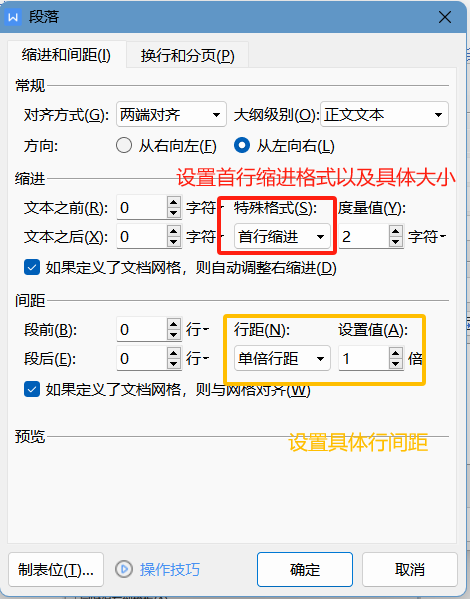 W 段落
缩进和间距(I) 换行和分页(P)
常规
对齐方式(G): 两端对齐 大纲级别(O): 正文文本
方向: 从右向左(F) 从左向右(L)
设置首行缩进格式以及具体大小
缩进
文本之前(R): 0 字符 特殊格式(S): 度量值(Y):
文本之后(X): 0 字符 首行缩进 2 字符
如果定义了文档网格，则自动调整右缩进(D)
间距
段前(B): 0 行 行距(N): 设置值(A):
段后(E): 0 行 单倍行距 1 倍
如果定义了文档网格，则与网格对齐(W)
预览
设置具体行间距
制表位(T)... 操作技巧 确定 取消